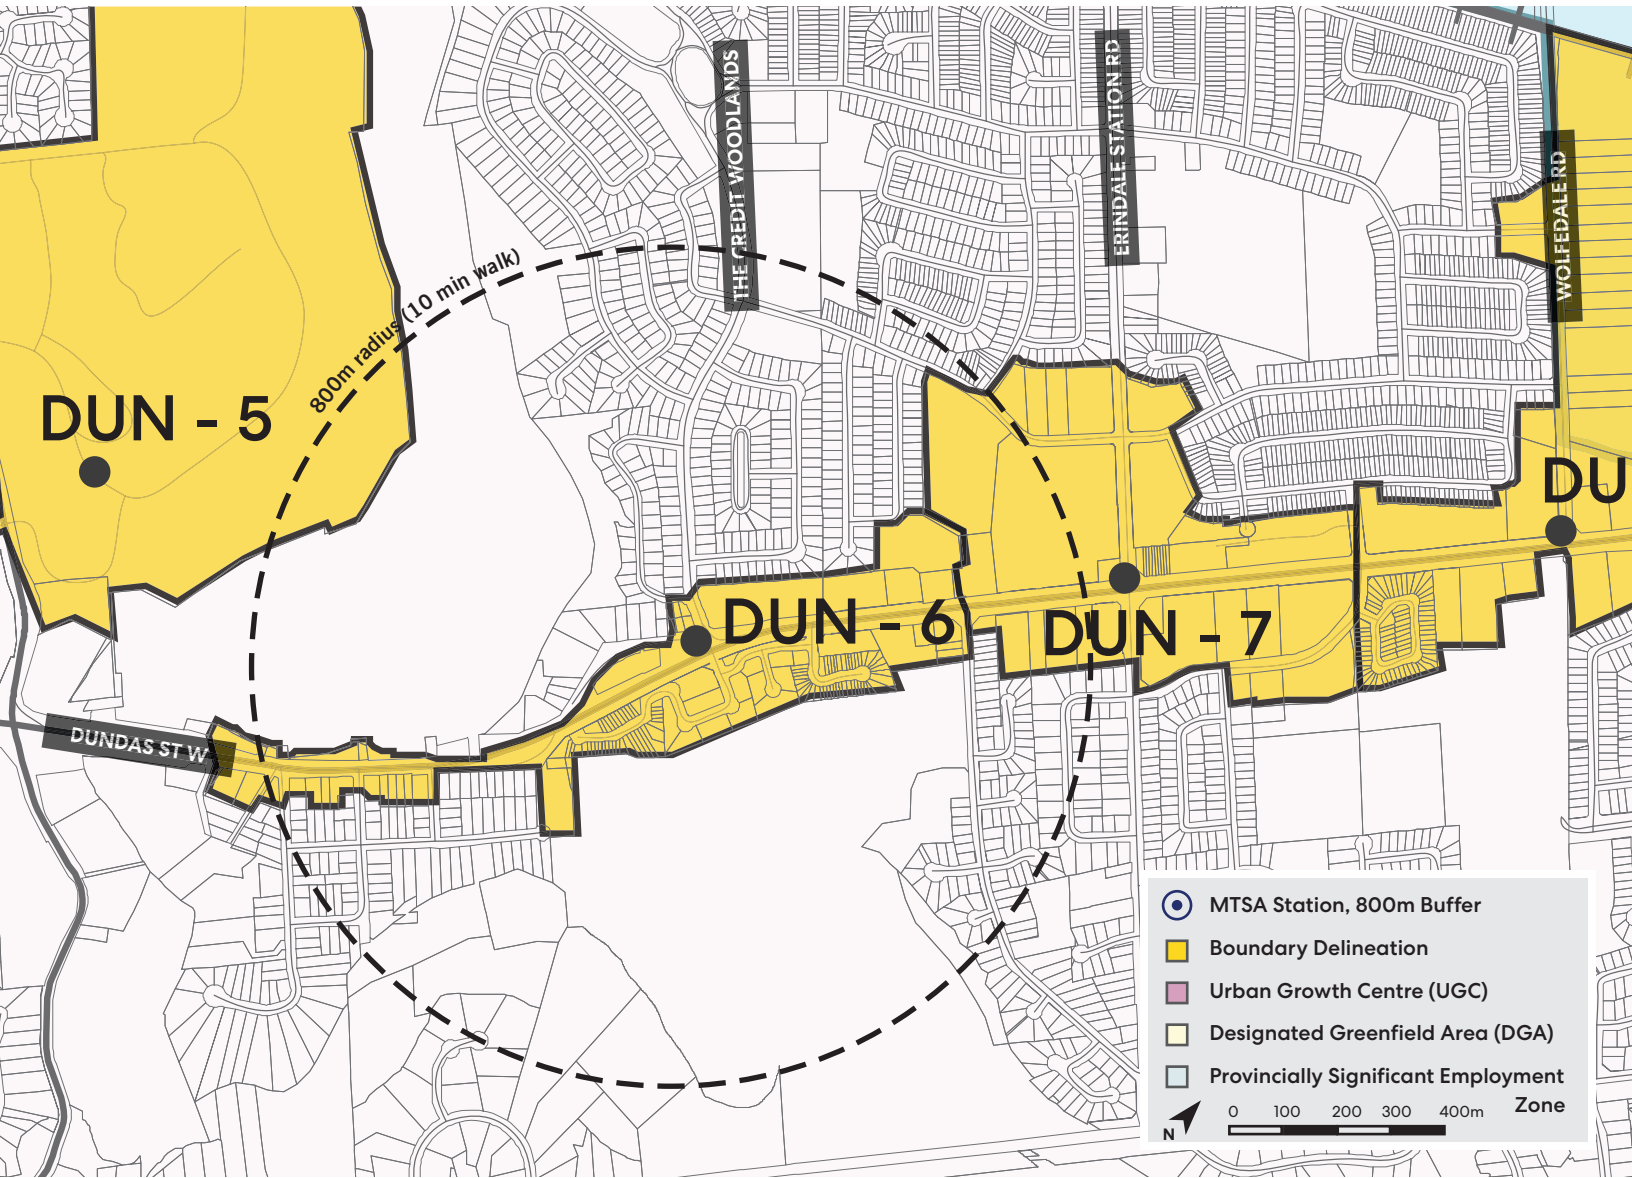 THE CREDIT WOODLANDS
ERINDALE STATION RD
WOLFEDALE RD
800m radius (10 min walk)
DUN - 5
DU
DUN - 6
DUN - 7
DUNDAS ST W
MTSA Station, 800m Buffer
Boundary Delineation
Urban Growth Centre (UGC)
Designated Greenfield Area (DGA)
Provincially Significant Employment
Zone
N
0 100 200 300 400m